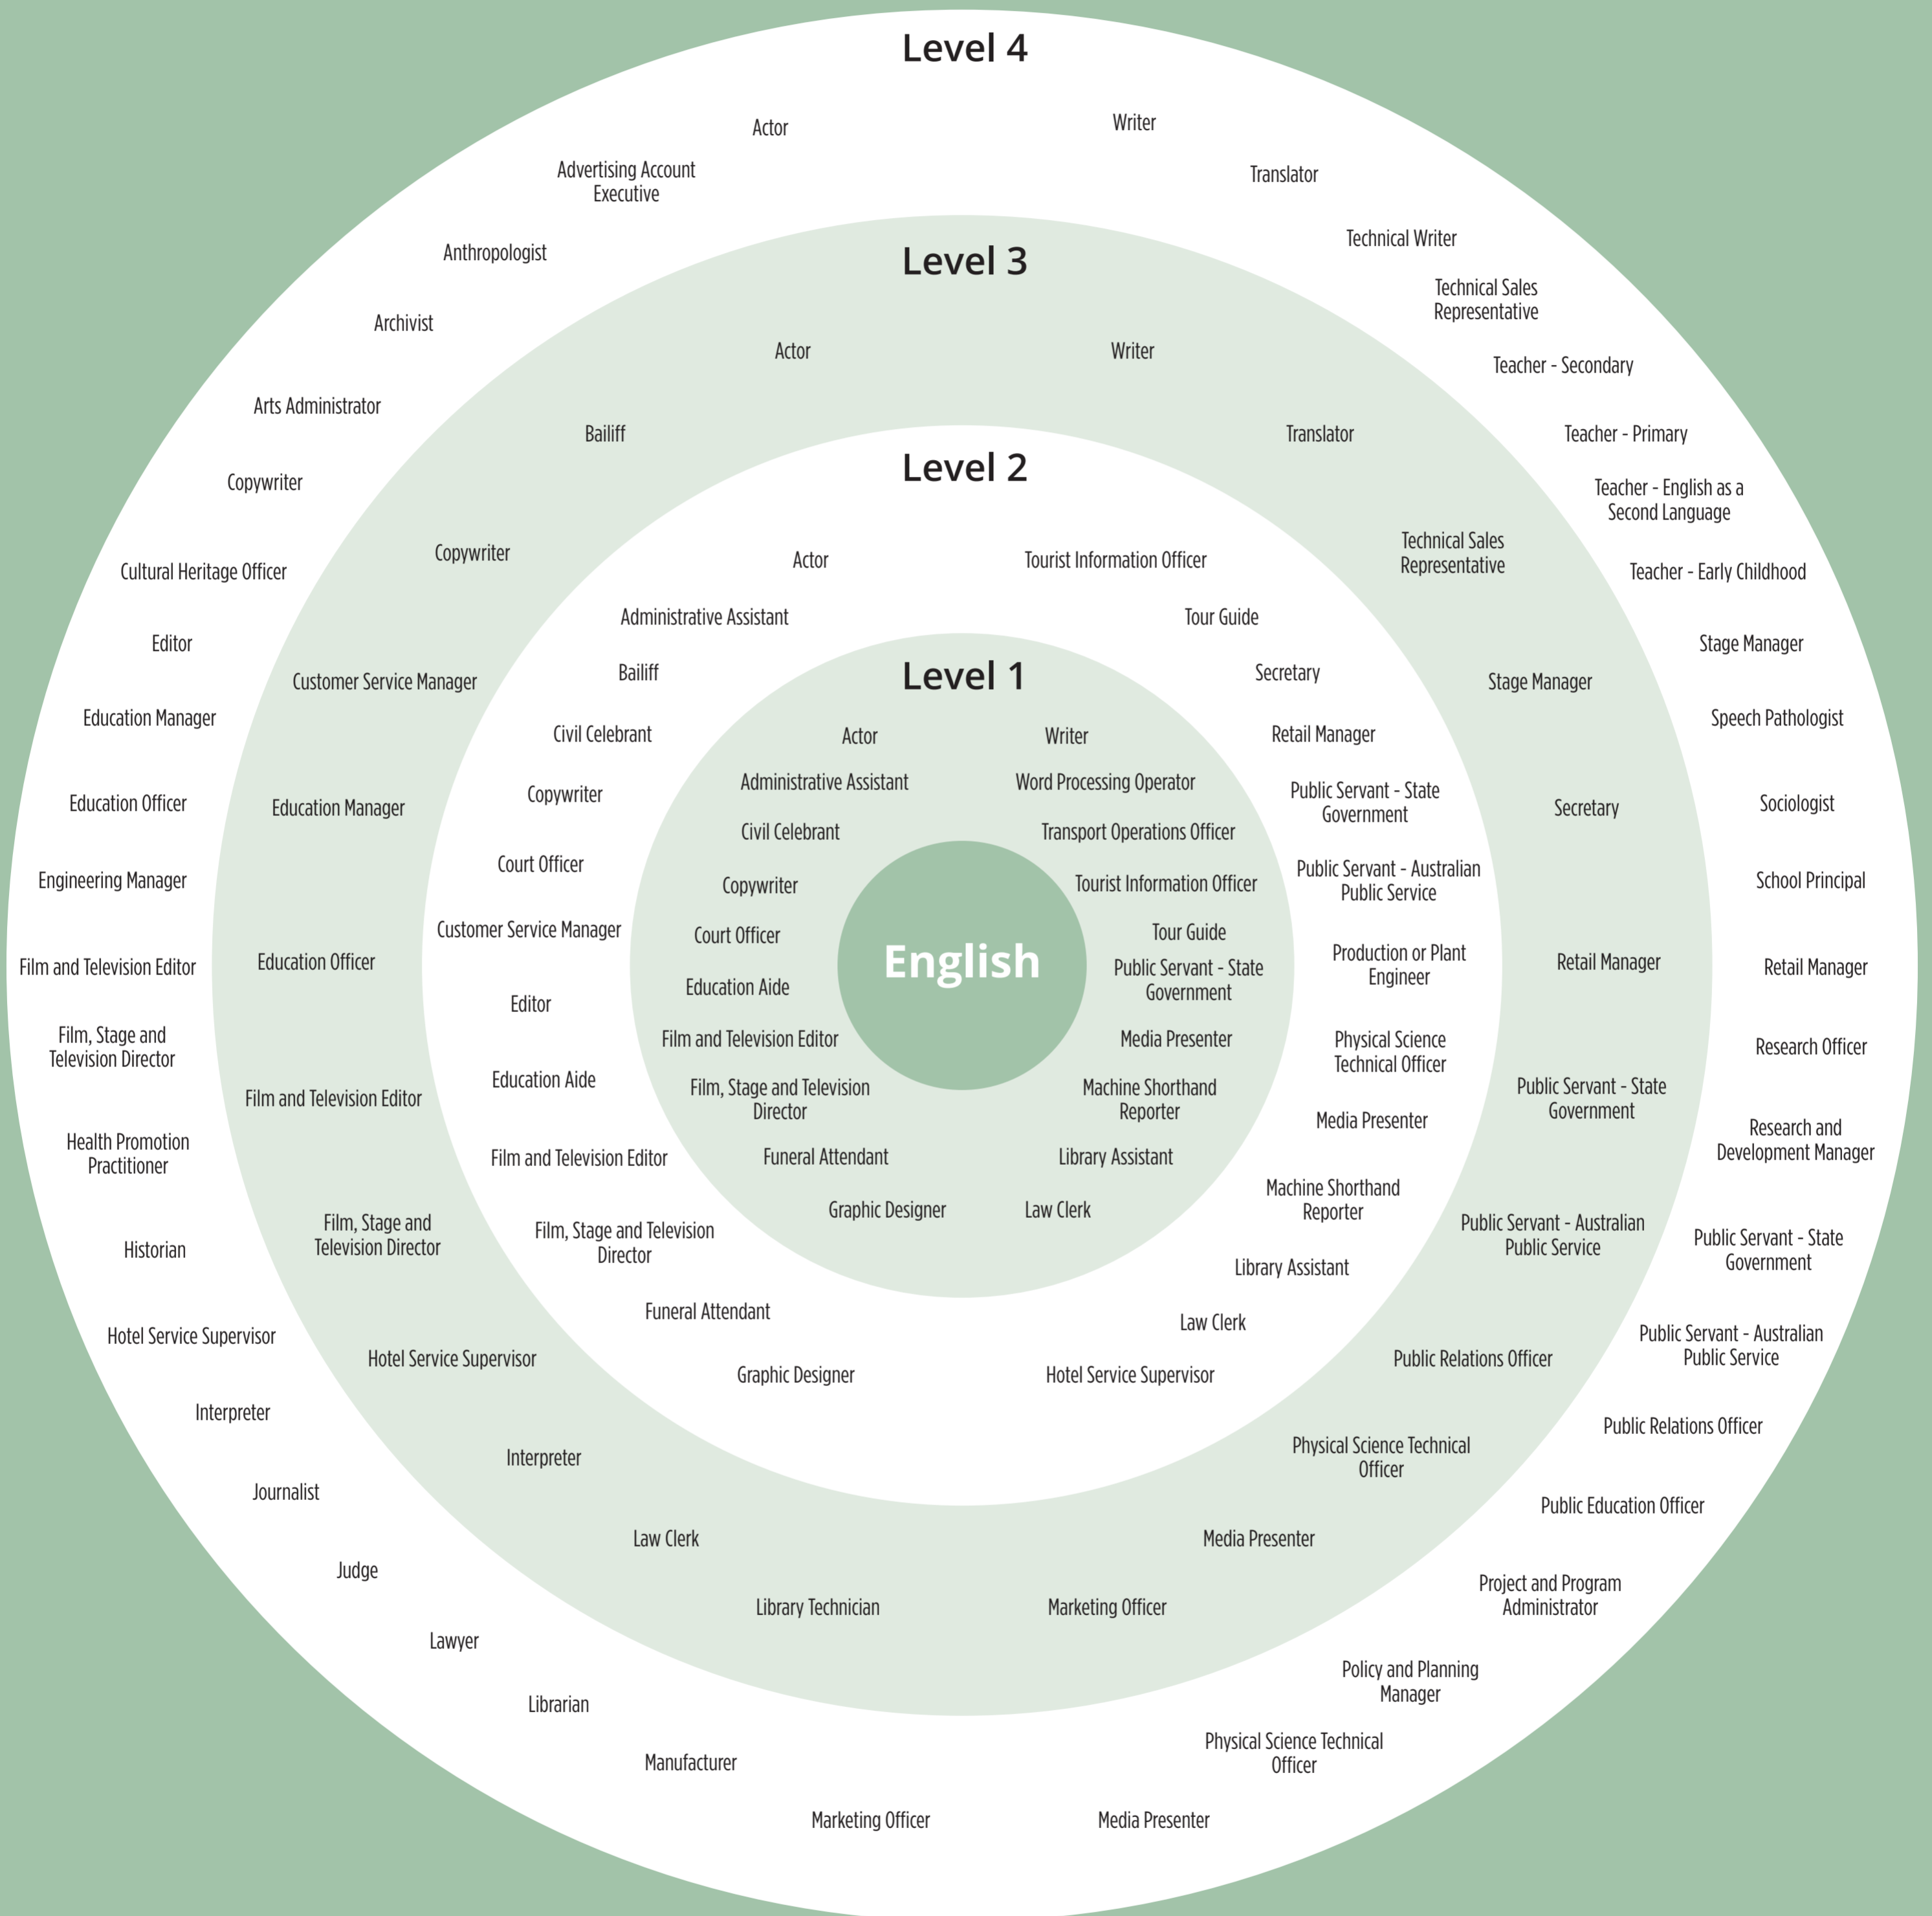 Level 4
Actor
Advertising Account
Executive
Anthropologist
Archivist
Arts Administrator
Copywriter
Cultural Heritage Officer
Editor
Education Manager
Education Officer
Engineering Manager
Film and Television Editor
Film, Stage and
Television Director
Health Promotion
Practitioner
Historian
Hotel Service Supervisor
Interpreter
Journalist
Judge
Lawyer
Librarian
Manufacturer
Marketing Officer
Writer
Translator
Technical Writer
Technical Sales
Representative
Teacher - Secondary
Teacher - Primary
Teacher - English as a
Second Language
Teacher - Early Childhood
Stage Manager
Speech Pathologist
Sociologist
School Principal
Retail Manager
Research Officer
Research and
Development Manager
Public Servant - State
Government
Public Servant - Australian
Public Service
Public Relations Officer
Public Education Officer
Project and Program
Administrator
Policy and Planning
Manager
Physical Science Technical
Officer
Media Presenter
Level 3
Actor
Bailiff
Copywriter
Customer Service Manager
Education Manager
Education Officer
Film and Television Editor
Film, Stage and
Television Director
Hotel Service Supervisor
Interpreter
Law Clerk
Library Technician
Writer
Translator
Technical Sales
Representative
Stage Manager
Secretary
Retail Manager
Public Servant - State
Government
Public Servant - Australian
Public Service
Public Relations Officer
Physical Science Technical
Officer
Media Presenter
Marketing Officer
Level 2
Actor
Administrative Assistant
Bailiff
Civil Celebrant
Copywriter
Court Officer
Customer Service Manager
Editor
Education Aide
Film and Television Editor
Film, Stage and Television
Director
Funeral Attendant
Graphic Designer
Tourist Information Officer
Tour Guide
Secretary
Retail Manager
Public Servant - State
Government
Public Servant - Australian
Public Service
Production or Plant
Engineer
Physical Science
Technical Officer
Media Presenter
Machine Shorthand
Reporter
Library Assistant
Law Clerk
Hotel Service Supervisor
Level 1
Actor
Administrative Assistant
Civil Celebrant
Copywriter
Court Officer
Education Aide
Film and Television Editor
Film, Stage and Television
Director
Funeral Attendant
Graphic Designer
Writer
Word Processing Operator
Transport Operations Officer
Tourist Information Officer
Tour Guide
Public Servant - State
Government
Media Presenter
Machine Shorthand
Reporter
Library Assistant
Law Clerk
English